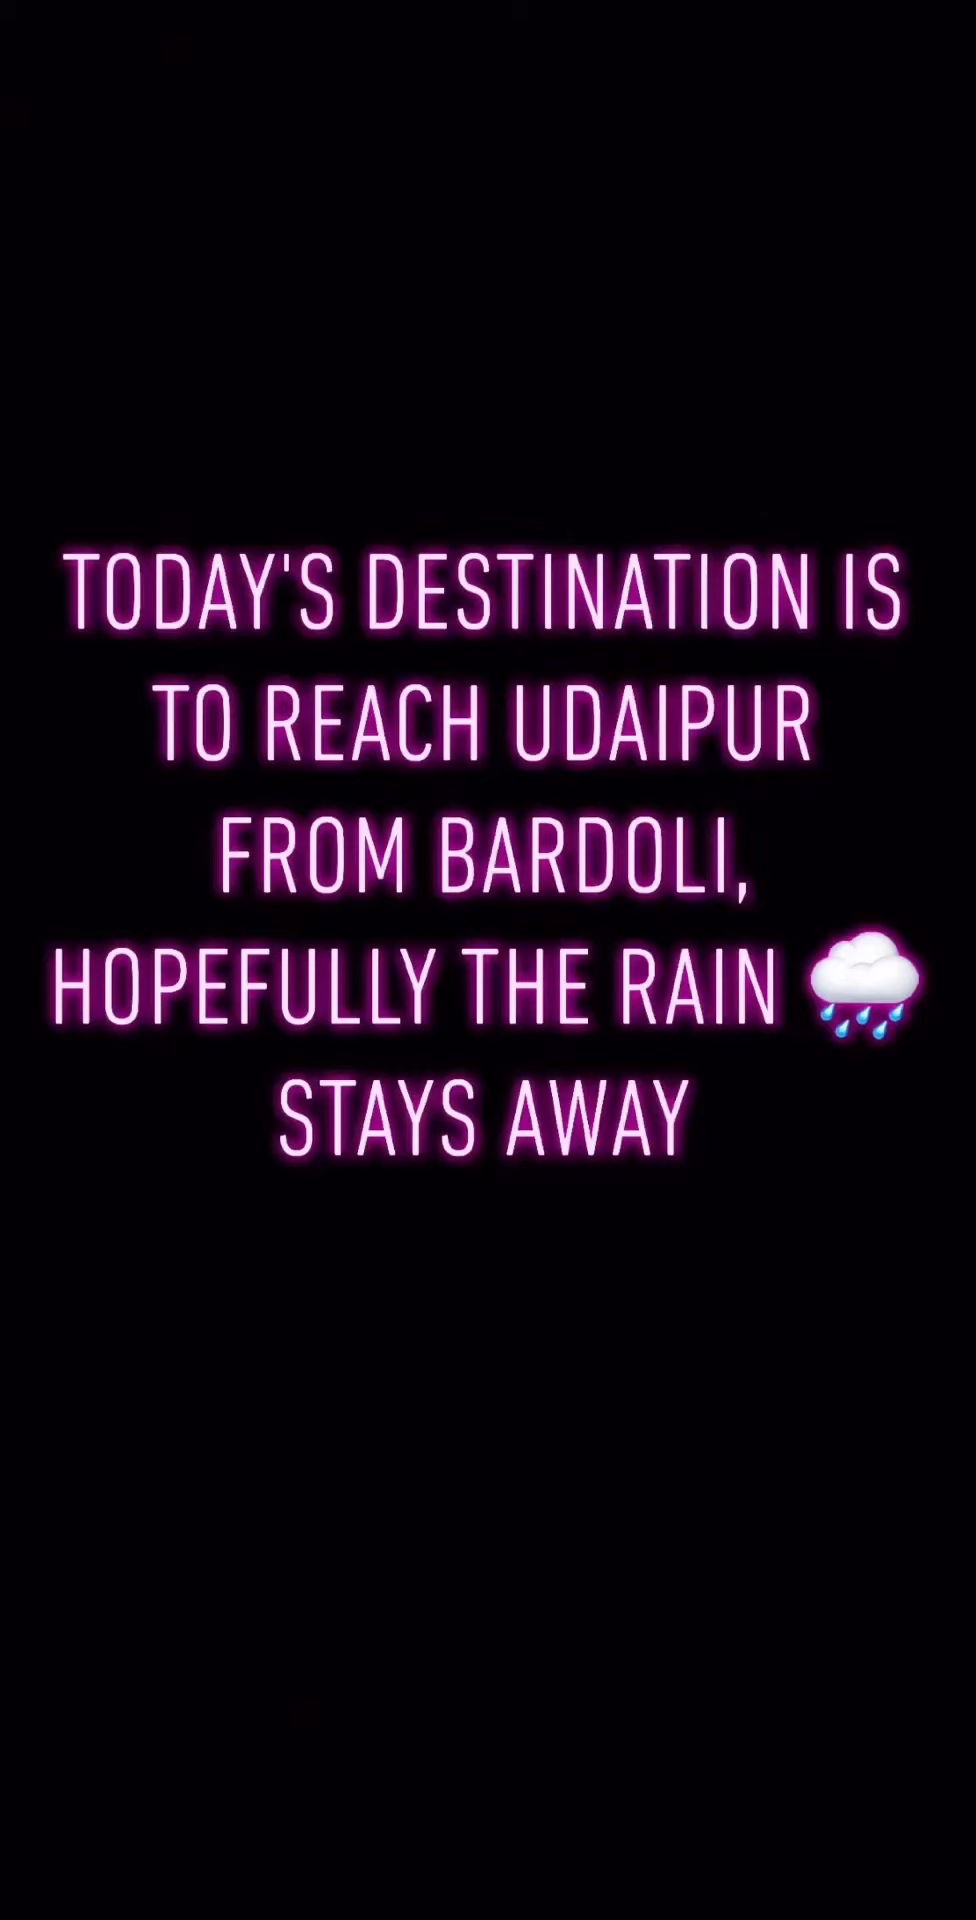 TODAY'S DESTINATION IS
TO REACH UDAIPUR
FROM BARDOLI,
HOPEFULLY THE RAIN 🌧️
STAYS AWAY